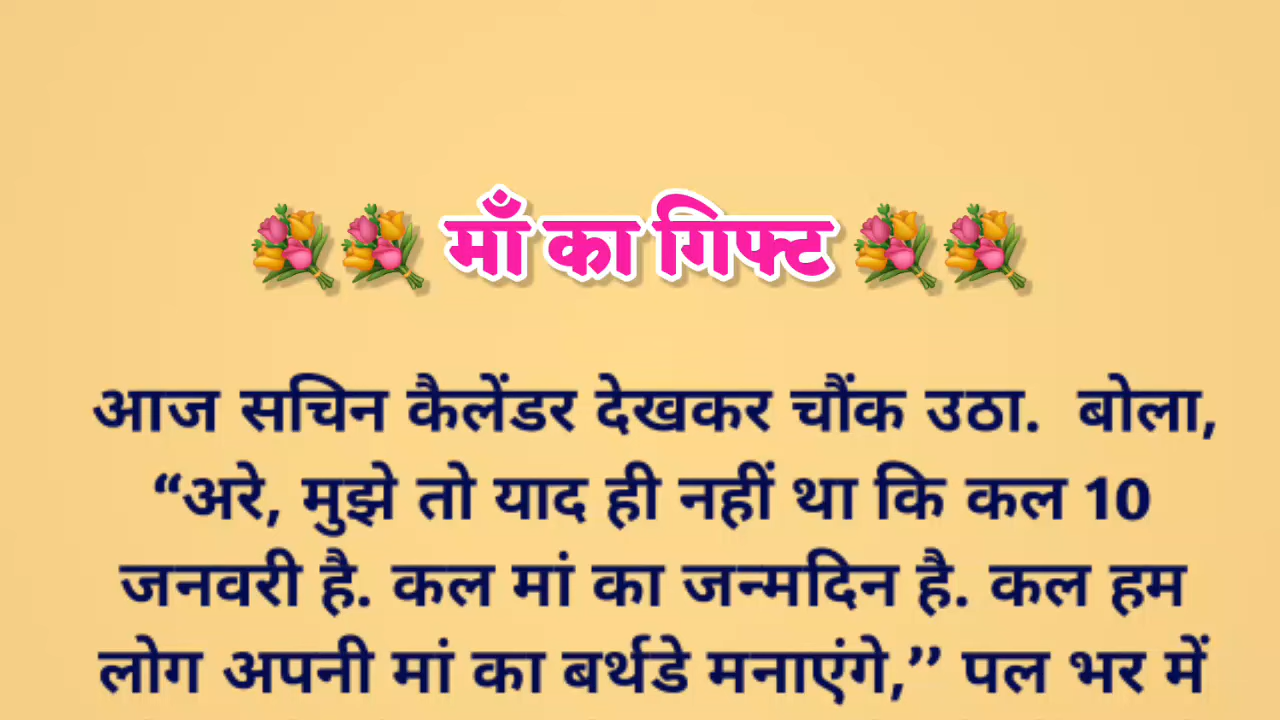 माँ का गिफ्ट
आज सचिन कैलेंडर देखकर चौंक उठा. बोला,
“अरे, मुझे तो याद ही नहीं था कि कल 10
जनवरी है. कल मां का जन्मदिन है. कल हम
लोग अपनी मां का बर्थडे मनाएंगे,’’ पल भर में